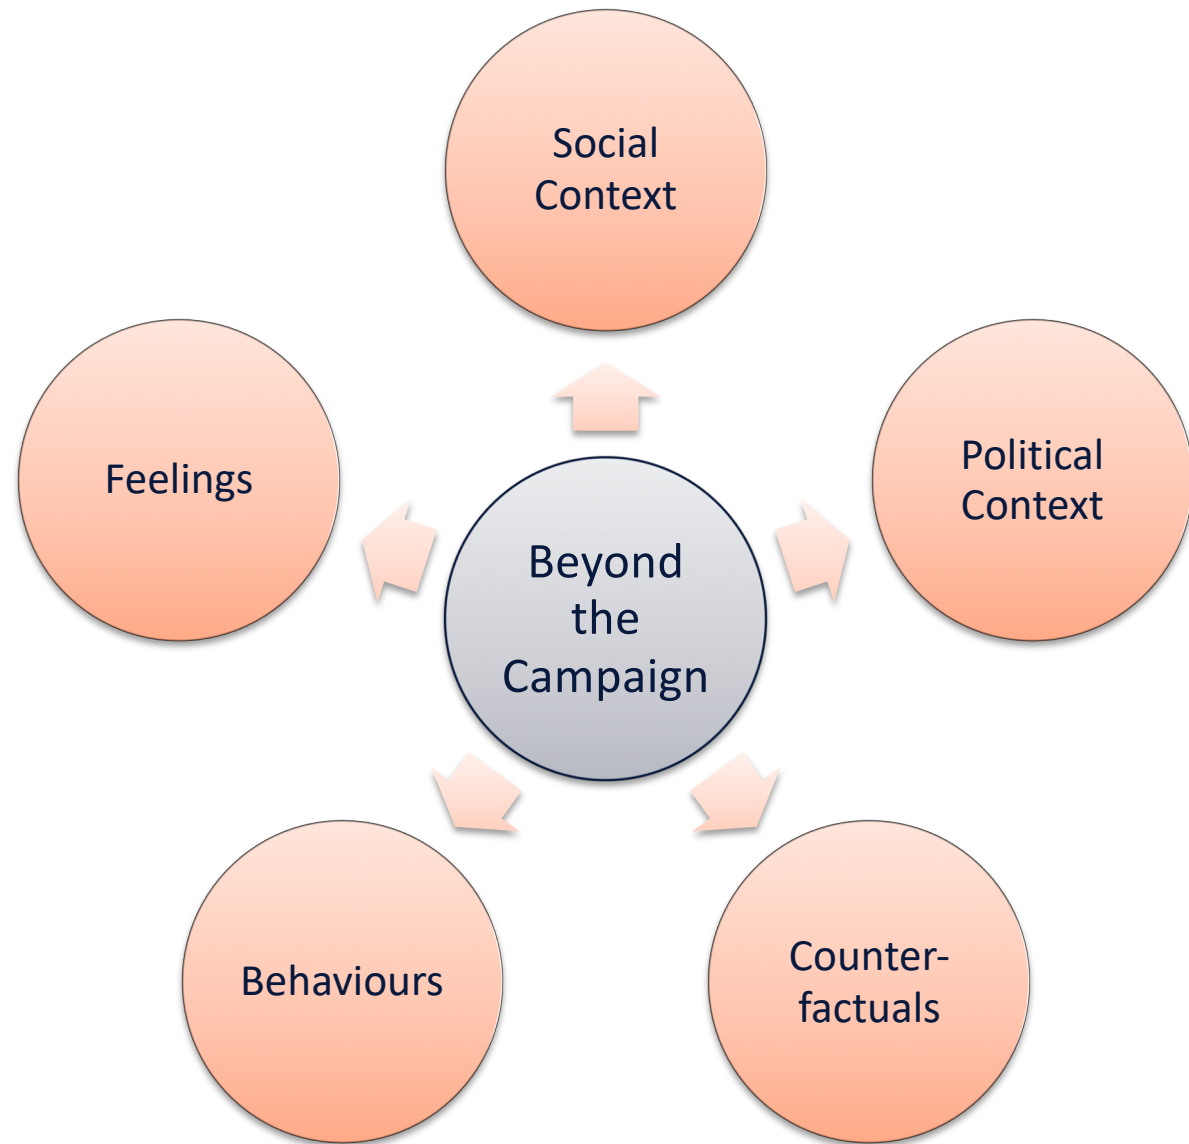 Social
Context
Political
Context
Feelings
Beyond
the
Campaign
Counter-
factuals
Behaviours